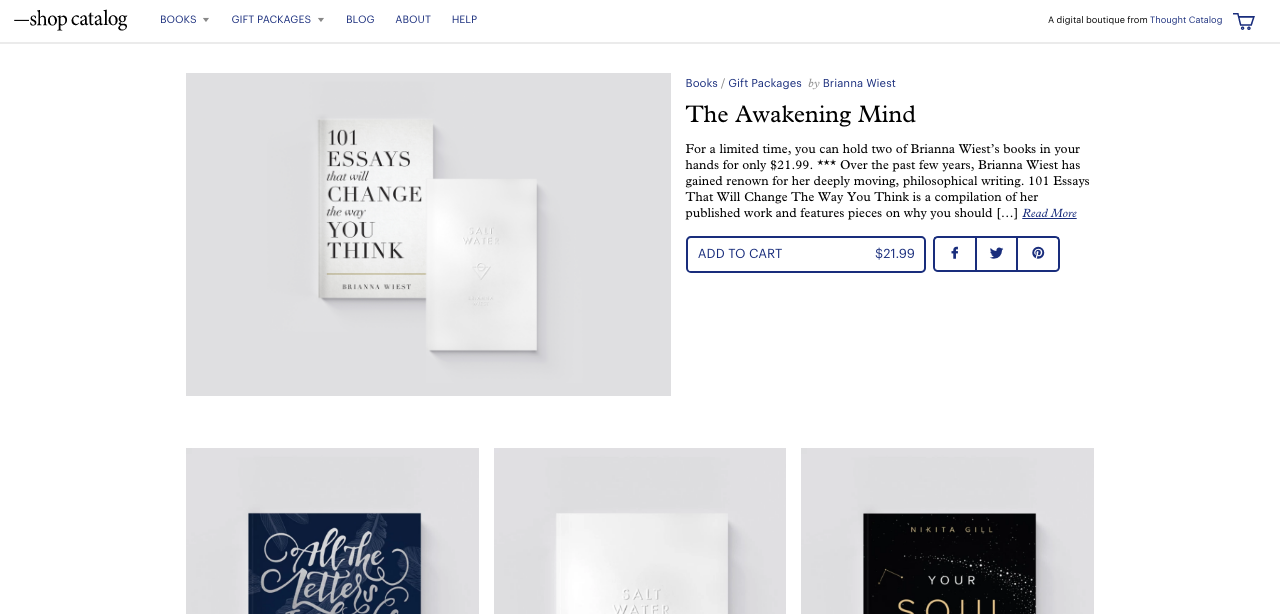 —shop catalog
BOOKS
GIFT PACKAGES
BLOG
ABOUT
HELP
A digital boutique from Thought Catalog
101
ESSAYS
that will
CHANGE
the way
YOU
THINK
BRIANNA WIEST
SALT
WATER
Books / Gift Packages by Brianna Wiest
The Awakening Mind
For a limited time, you can hold two of Brianna Wiest's books in your
hands for only $21.99. *** Over the past few years, Brianna Wiest has
gained renown for her deeply moving, philosophical writing. 101 Essays
That Will Change The Way You Think is a compilation of her
published work and features pieces on why you should […] Read More
ADD TO CART $21.99
All The
Letters
SALT
WATER
NIKITA GILL
YOUR
SOUL